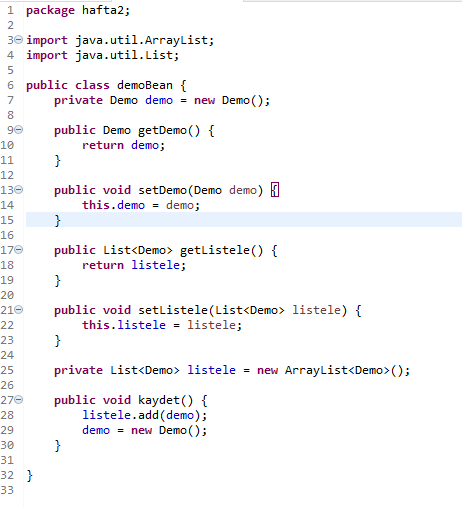 1 package hafta2;
2
3 import java.util.ArrayList;
4 import java.util.List;
5
6 public class demoBean {
7     private Demo demo = new Demo();
8
9     public Demo getDemo() {
10         return demo;
11     }
12
13     public void setDemo(Demo demo) {
14         this.demo = demo;
15     }
16
17     public List<Demo> getListele() {
18         return listele;
19     }
20
21     public void setListele(List<Demo> listele) {
22         this.listele = listele;
23     }
24
25     private List<Demo> listele = new ArrayList<Demo>();
26
27     public void kaydet() {
28         listele.add(demo);
29         demo = new Demo();
30     }
31
32 }
33